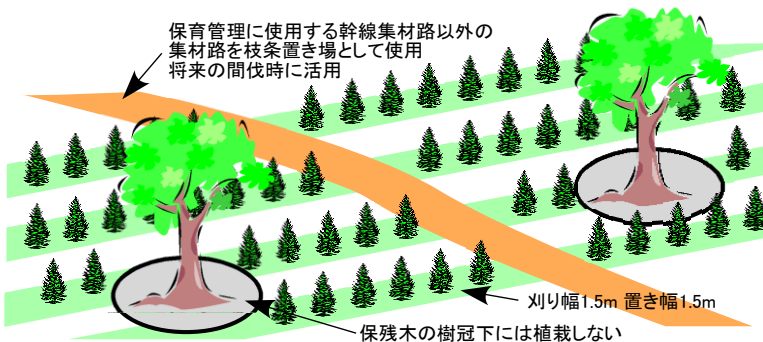 保育管理に使用する幹線集材路以外の
集材路を枝条置き場として使用
将来の間伐時に活用
刈り幅1.5m 置き幅1.5m
保残木の樹冠下には植栽しない